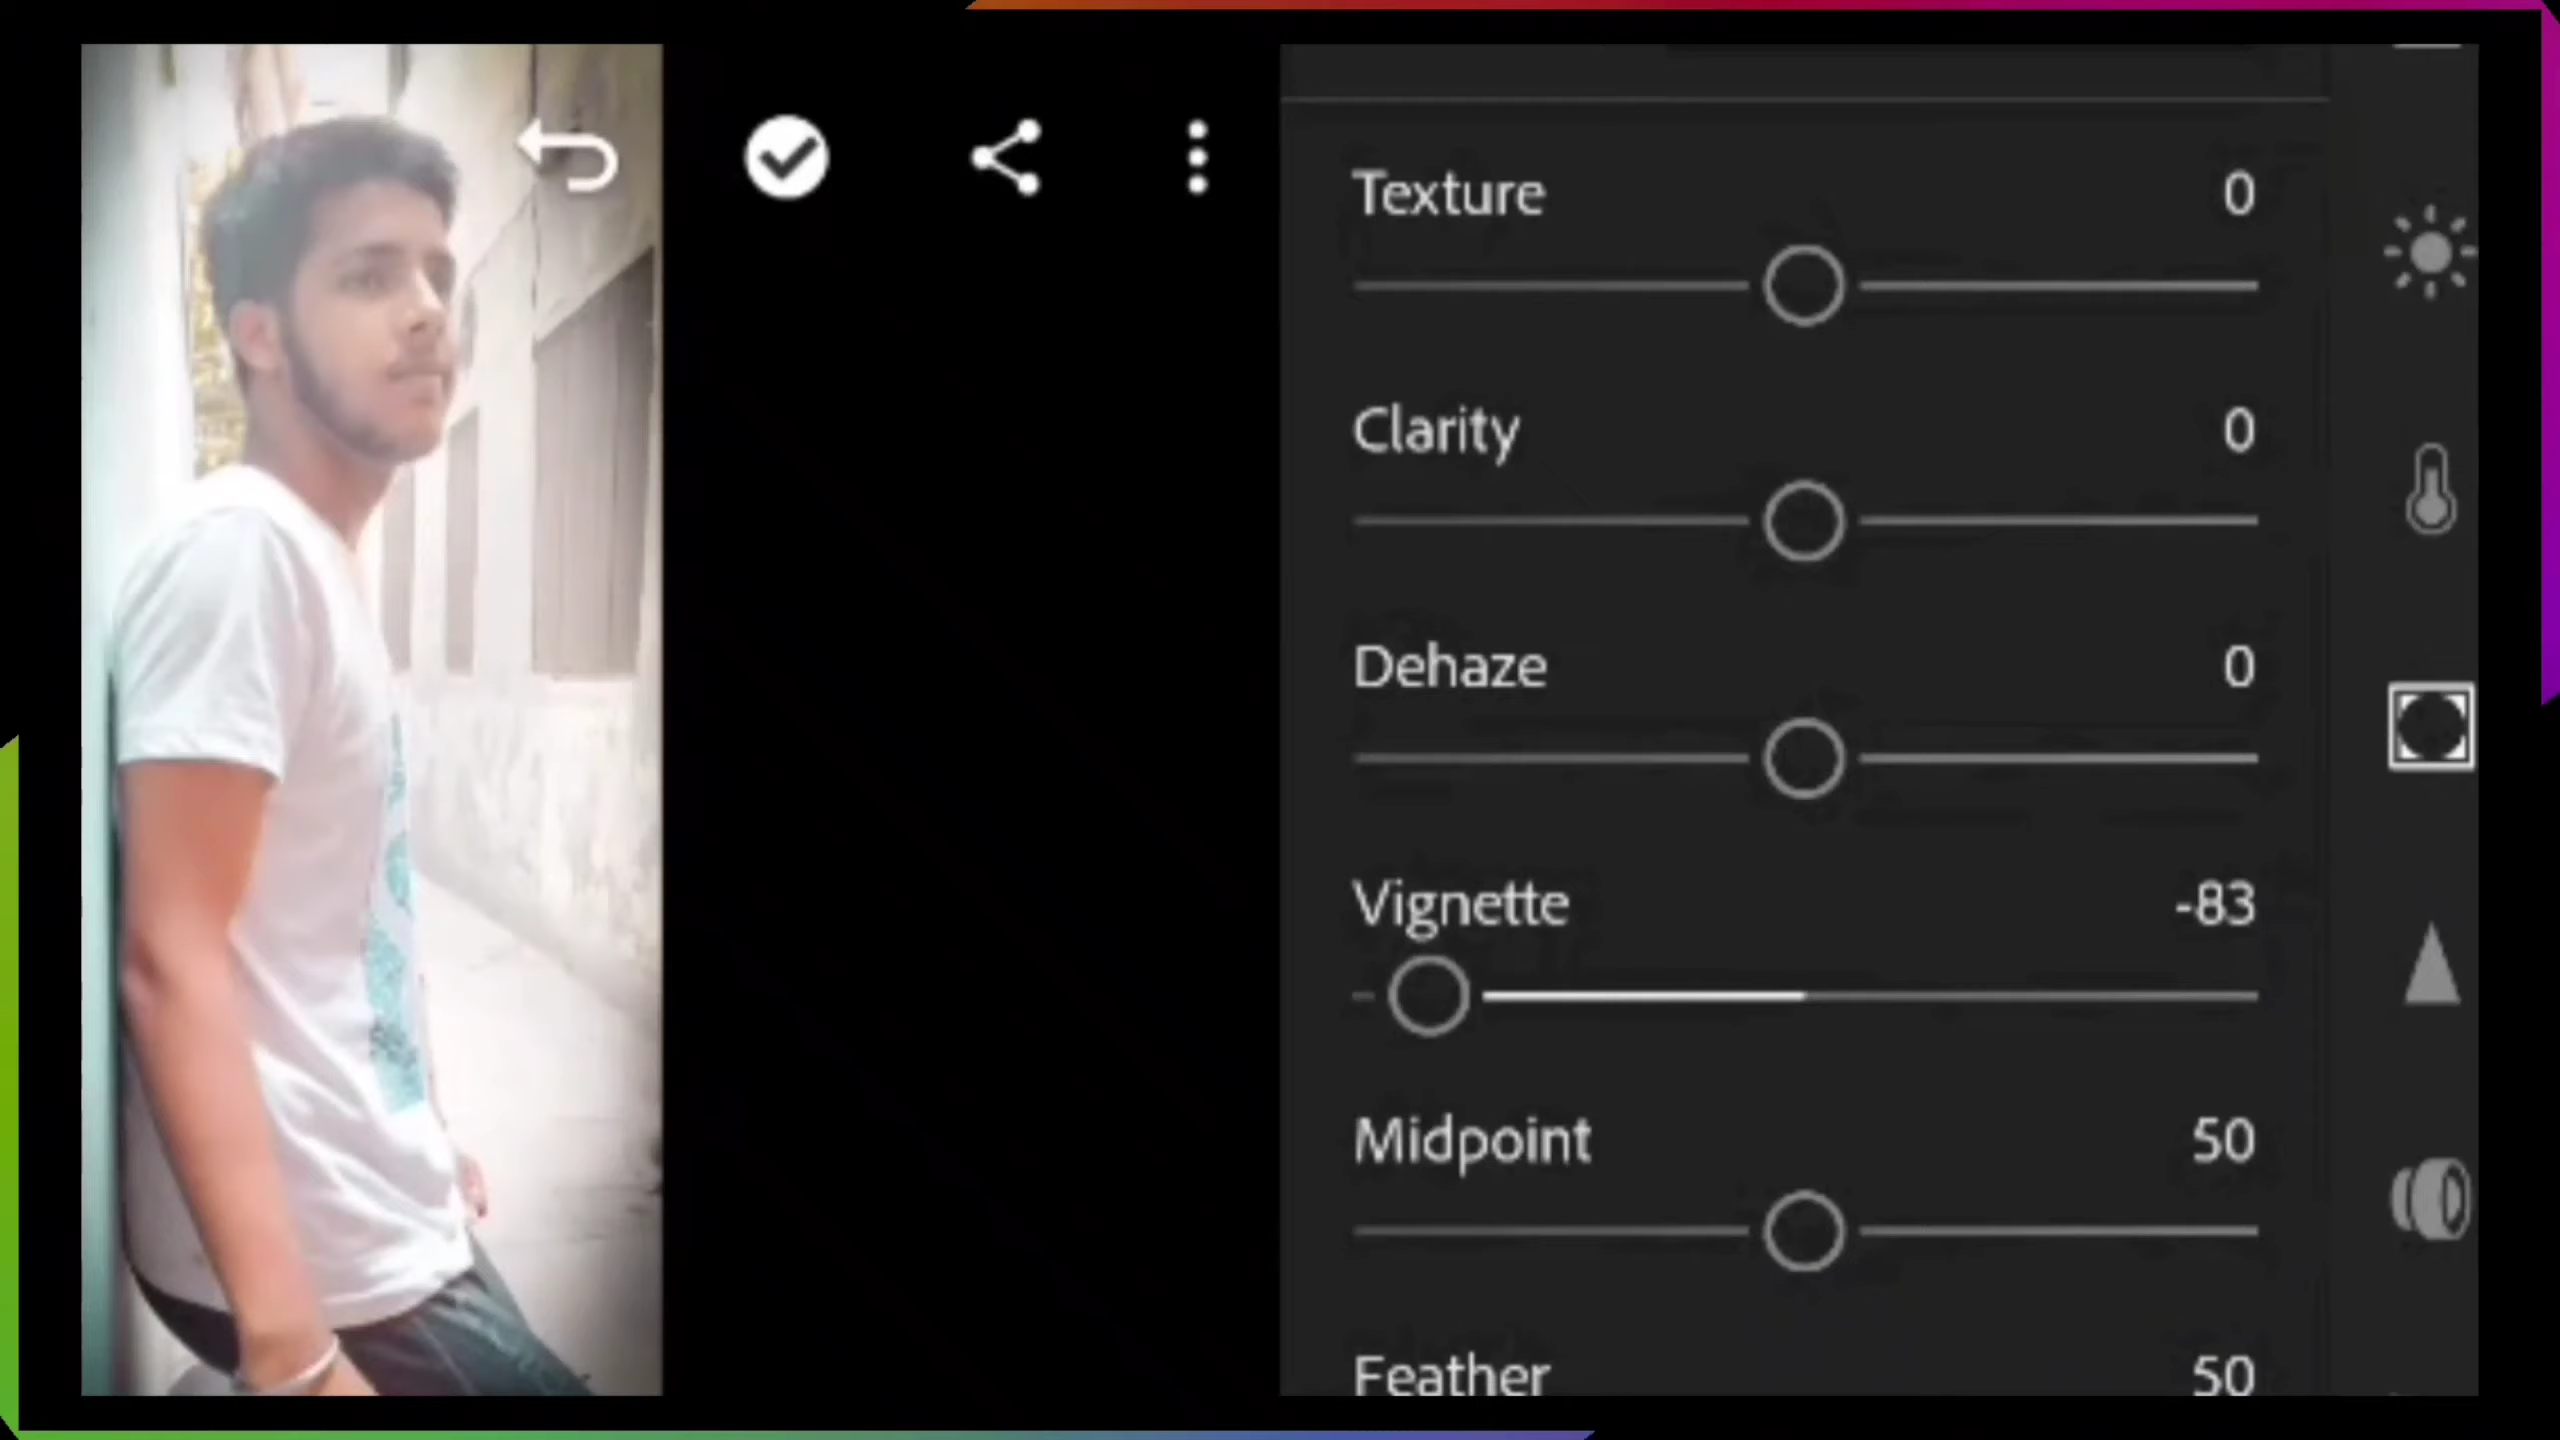 Texture 0
Clarity 0
Dehaze 0
Vignette -83
Midpoint 50
Feather 50